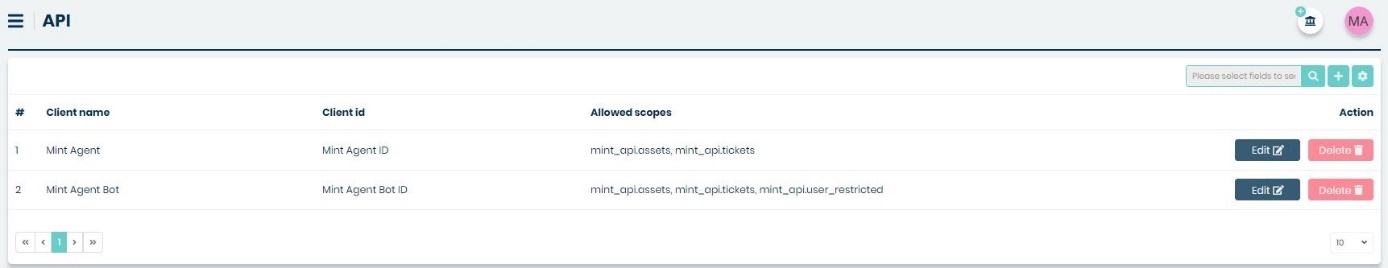 API
MA
Please select fields to se
# Client name Client id Allowed scopes Action
1 Mint Agent Mint Agent ID mint_api.assets, mint_api.tickets Edit Delete
2 Mint Agent Bot Mint Agent Bot ID mint_api.assets, mint_api.tickets, mint_api.user_restricted Edit Delete
« ‹ 1 › » 10